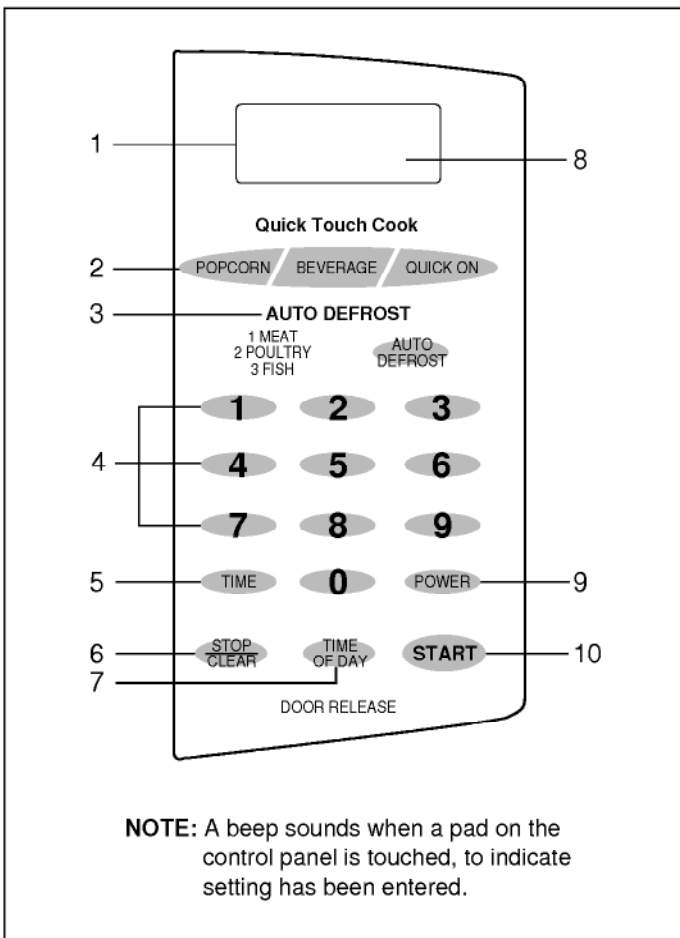 1
8
Quick Touch Cook
2 POPCORN BEVERAGE QUICK ON
3 AUTO DEFROST
1 MEAT
2 POULTRY
3 FISH
AUTO
DEFROST
1 2 3
4
4 5 6
7 8 9
5 TIME 0 POWER 9
6 STOP
CLEAR
TIME
OF DAY
START 10
7
DOOR RELEASE
NOTE: A beep sounds when a pad on the
control panel is touched, to indicate
setting has been entered.